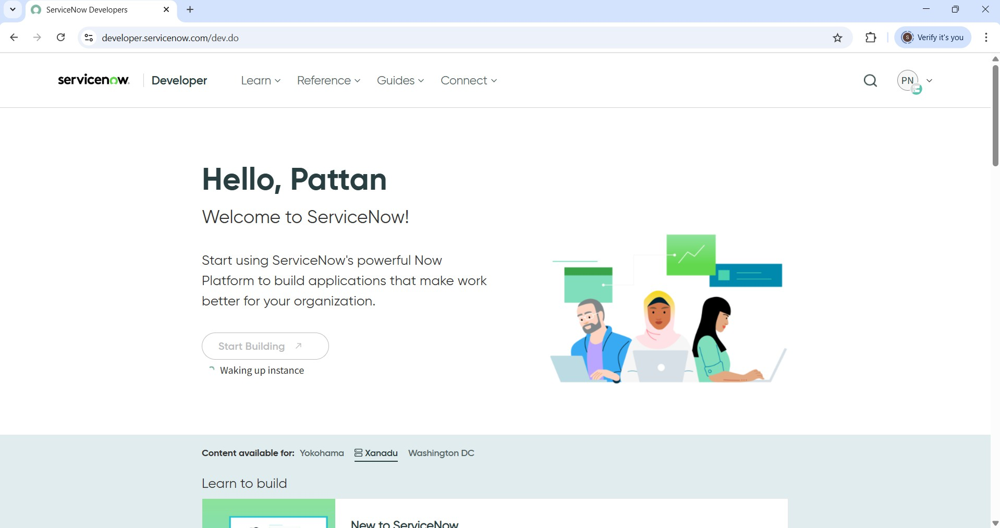 ServiceNow Developers
developer.servicenow.com/dev.do
S
Verify it's you
servicenow.
Developer
Learn
Reference
Guides
Connect
PN
Hello, Pattan
Welcome to ServiceNow!
Start using ServiceNow's powerful Now
Platform to build applications that make work
better for your organization.
Start Building
Waking up instance
Content available for: Yokohama Xanadu Washington DC
Learn to build
New to ServiceNow